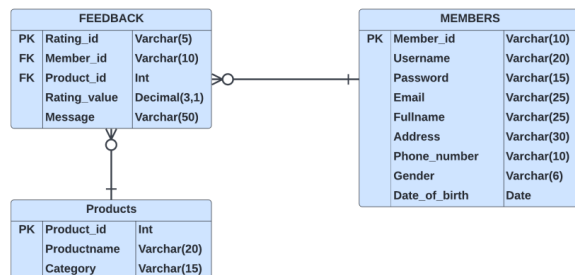 FEEDBACK
PK Rating_id Varchar(5)
FK Member_id Varchar(10)
FK Product_id Int
Rating_value Decimal(3,1)
Message Varchar(50)
MEMBERS
PK Member_id Varchar(10)
Username Varchar(20)
Password Varchar(15)
Email Varchar(25)
Fullname Varchar(25)
Address Varchar(30)
Phone_number Varchar(10)
Gender Varchar(6)
Date_of_birth Date
Products
PK Product_id Int
Productname Varchar(20)
Category Varchar(15)